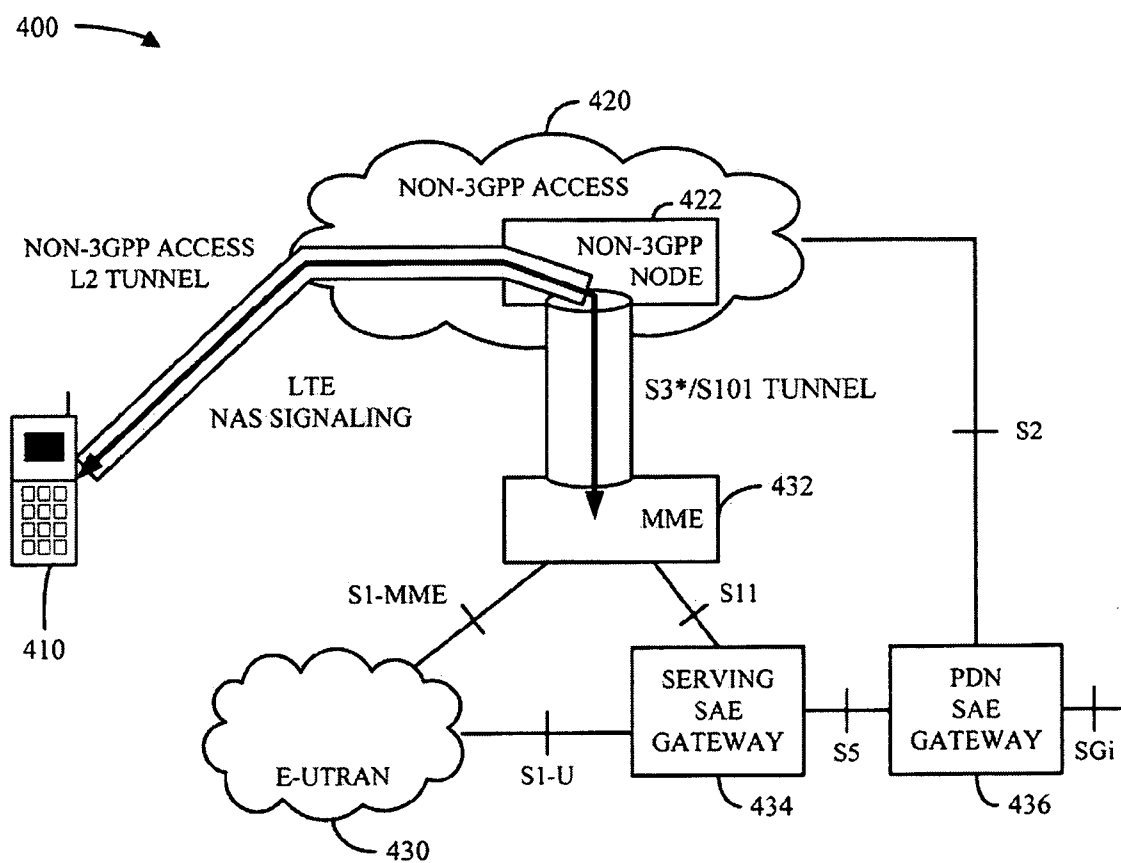 400
420
NON-3GPP ACCESS
422
NON-3GPP
NODE
NON-3GPP ACCESS
L2 TUNNEL
LTE
NAS SIGNALING
S3*/S101 TUNNEL
S2
432
MME
410
S1-MME
S11
SERVING
SAE
GATEWAY
PDN
SAE
GATEWAY
E-UTRAN
S1-U
S5
SGi
430
434
436